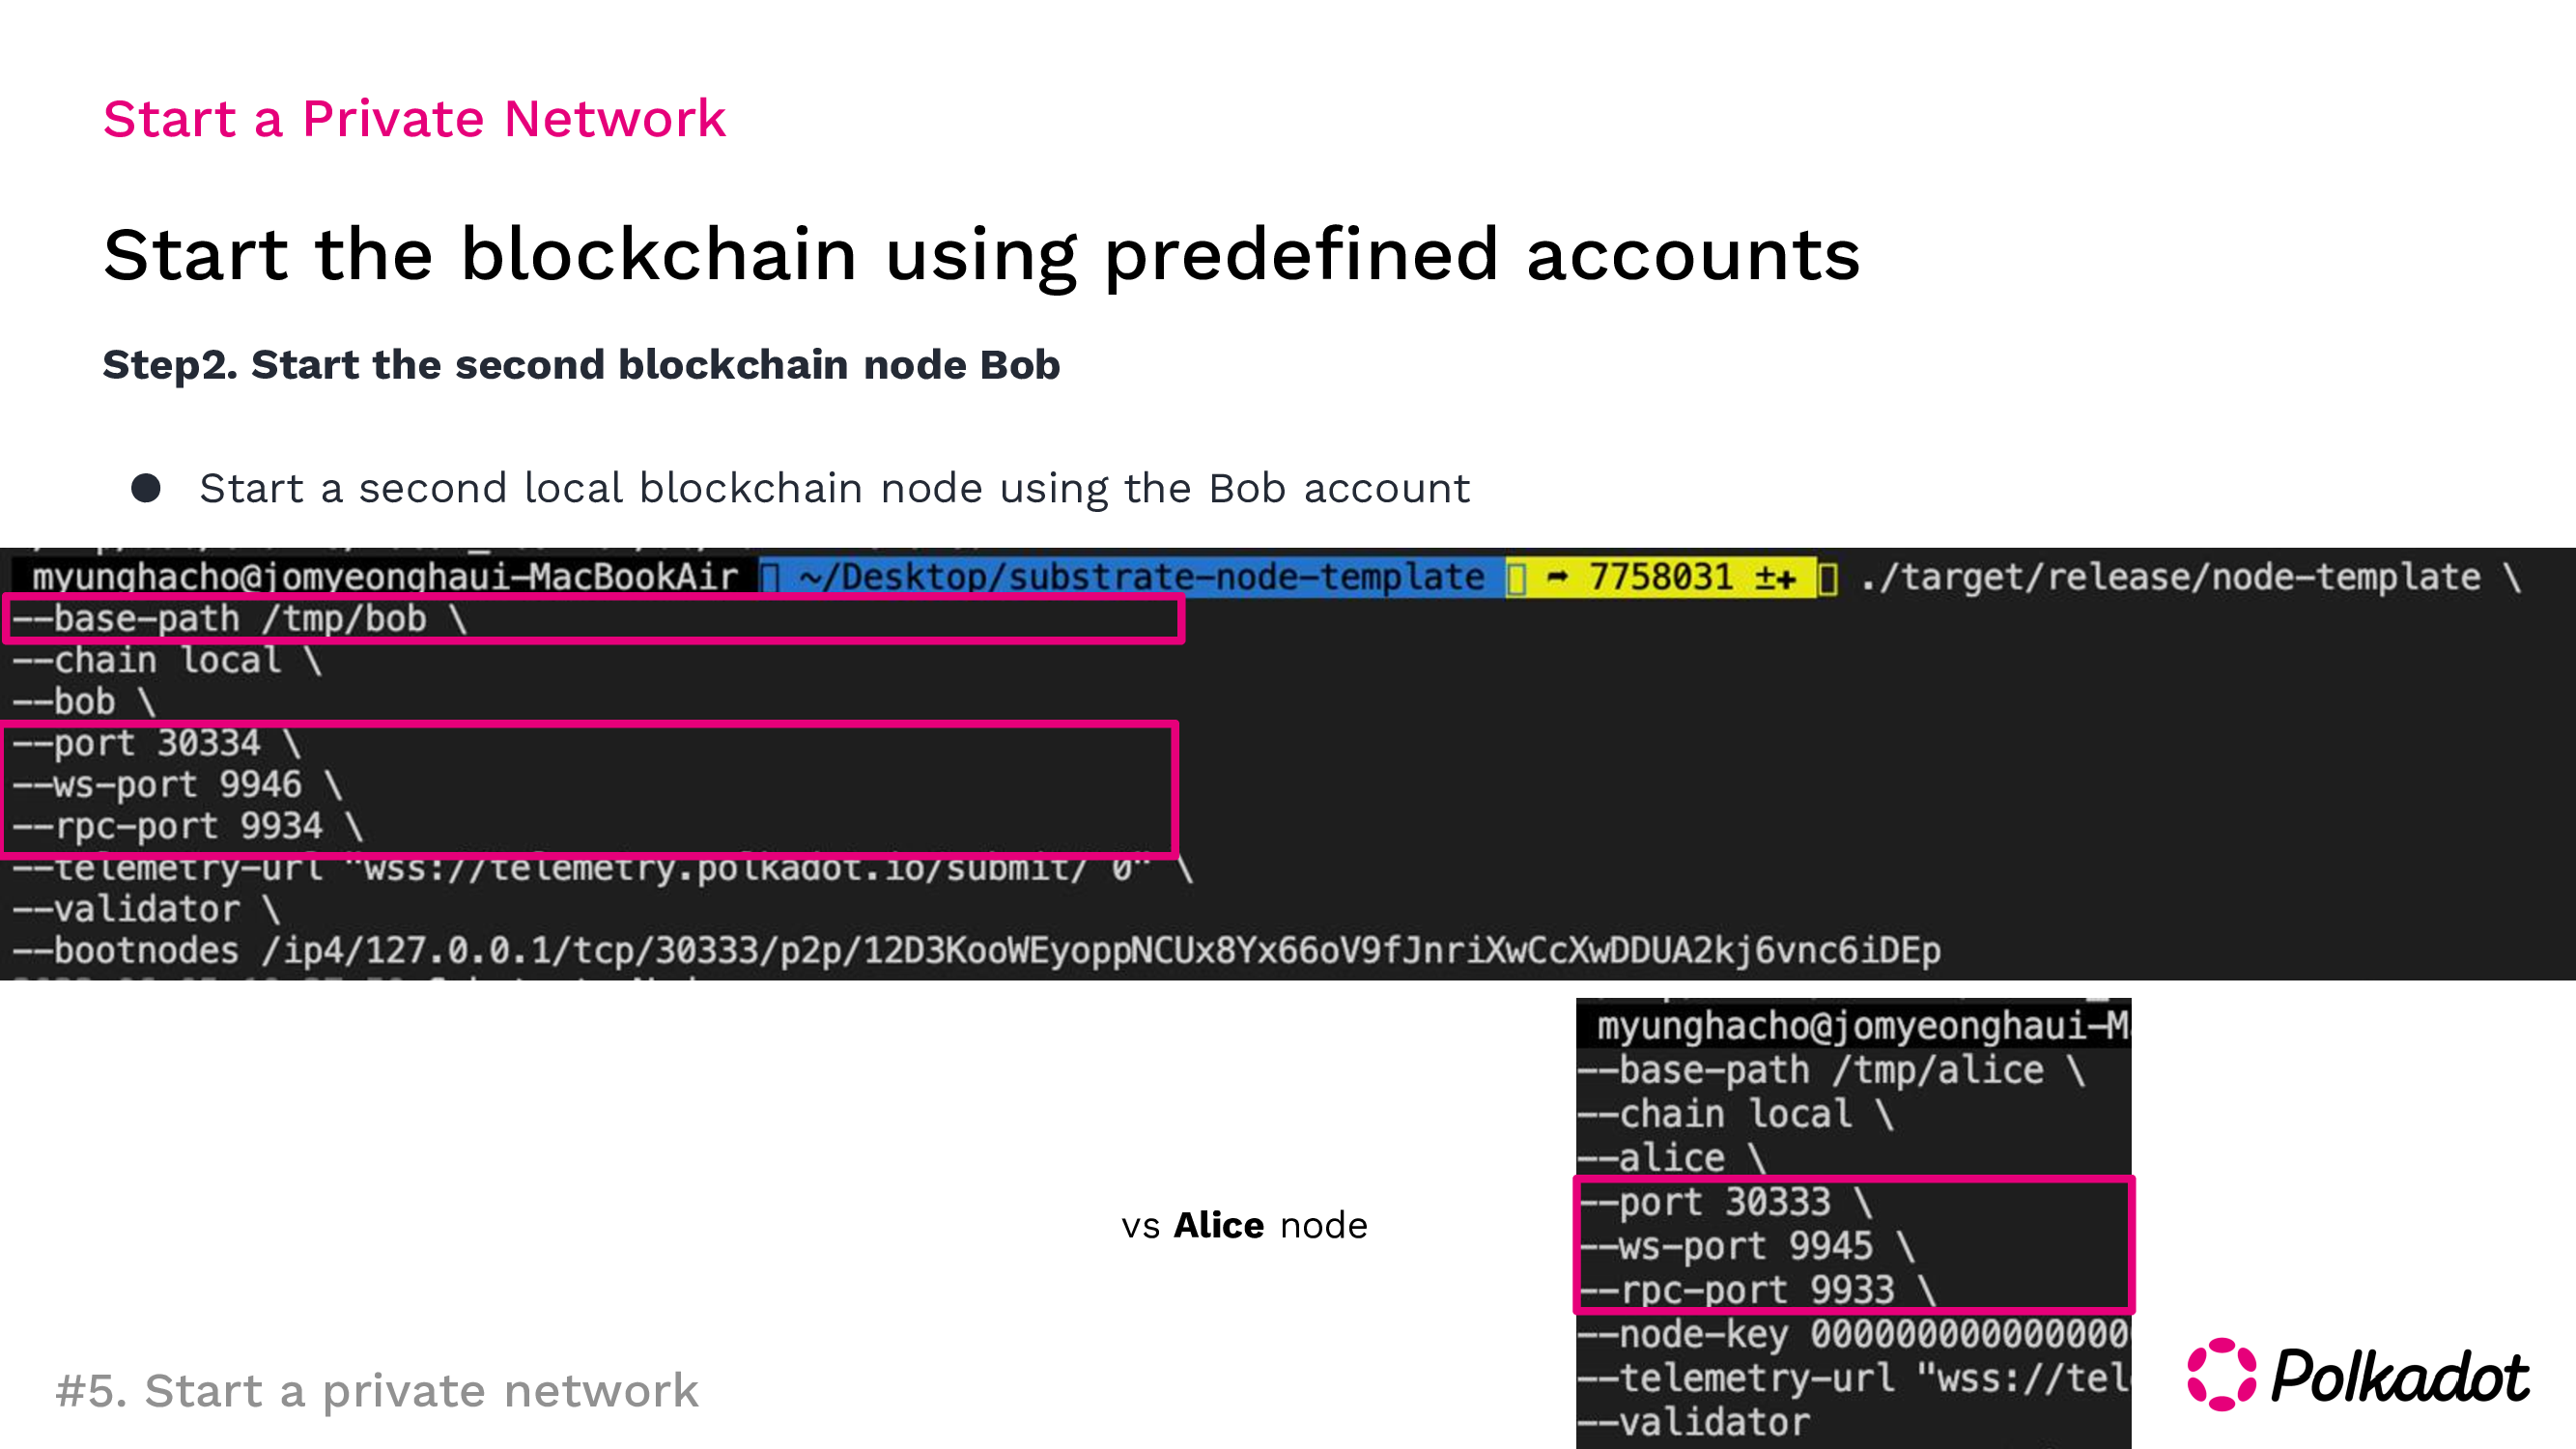 Start a Private Network
Start the blockchain using predefined accounts
Step2. Start the second blockchain node Bob
● Start a second local blockchain node using the Bob account
myunghacho@jomyeonghaui-MacBookAir ~/Desktop/substrate-node-template 7758031 ±+ ./target/release/node-template \
--base-path /tmp/bob \
--chain local \
--bob \
--port 30334 \
--ws-port 9946 \
--rpc-port 9934 \
--telemetry-url "wss://telemetry.polkadot.io/submit/ 0" \
--validator \
--bootnodes /ip4/127.0.0.1/tcp/30333/p2p/12D3KooWEyoppNCUx8Yx66oV9fJnriXwCcXwDDUA2kj6vnc6iDEp
vs Alice node
myunghacho@jomyeonghaui-M
--base-path /tmp/alice \
--chain local \
--alice \
--port 30333 \
--ws-port 9945 \
--rpc-port 9933 \
--node-key 000000000000000
--telemetry-url "wss://tel
--validator
#5. Start a private network
Polkadot